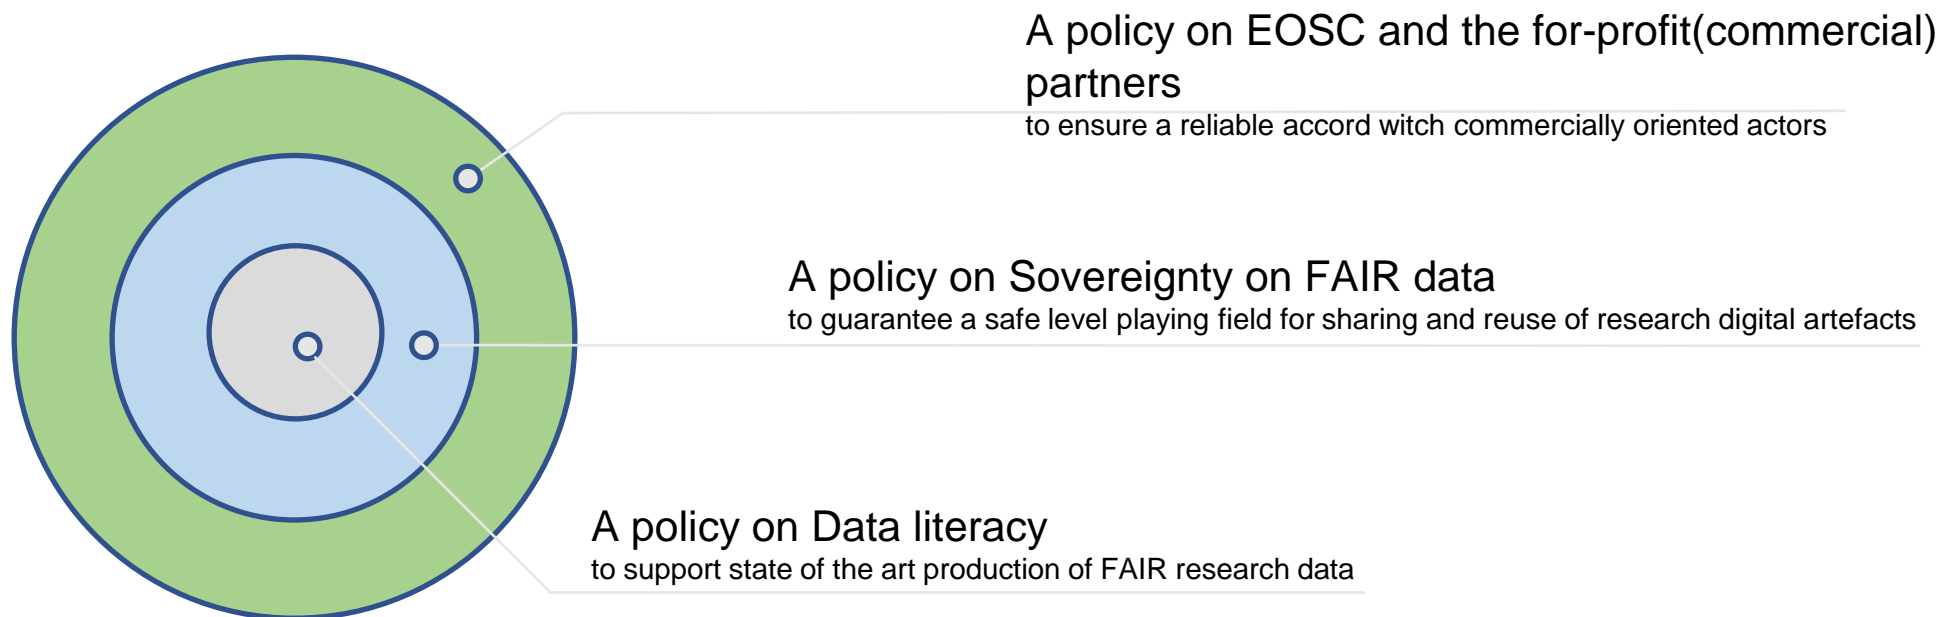 A policy on EOSC and the for-profit(commercial)
partners
to ensure a reliable accord witch commercially oriented actors
A policy on Sovereignty on FAIR data
to guarantee a safe level playing field for sharing and reuse of research digital artefacts
A policy on Data literacy
to support state of the art production of FAIR research data